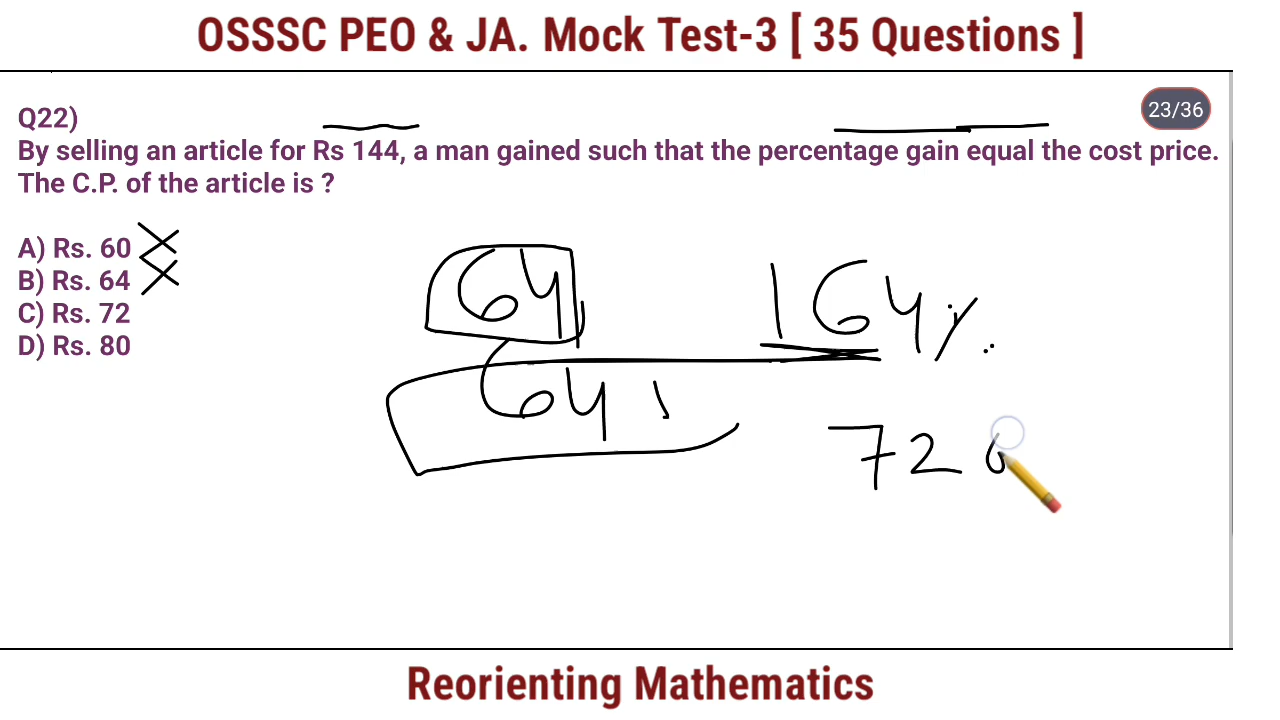 OSSSC PEO & JA. Mock Test-3 [ 35 Questions ]
23/36
Q22)
By selling an article for Rs 144, a man gained such that the percentage gain equal the cost price.
The C.P. of the article is ?
A) Rs. 60
B) Rs. 64
C) Rs. 72
D) Rs. 80
64
164%.
64
72
Reorienting Mathematics